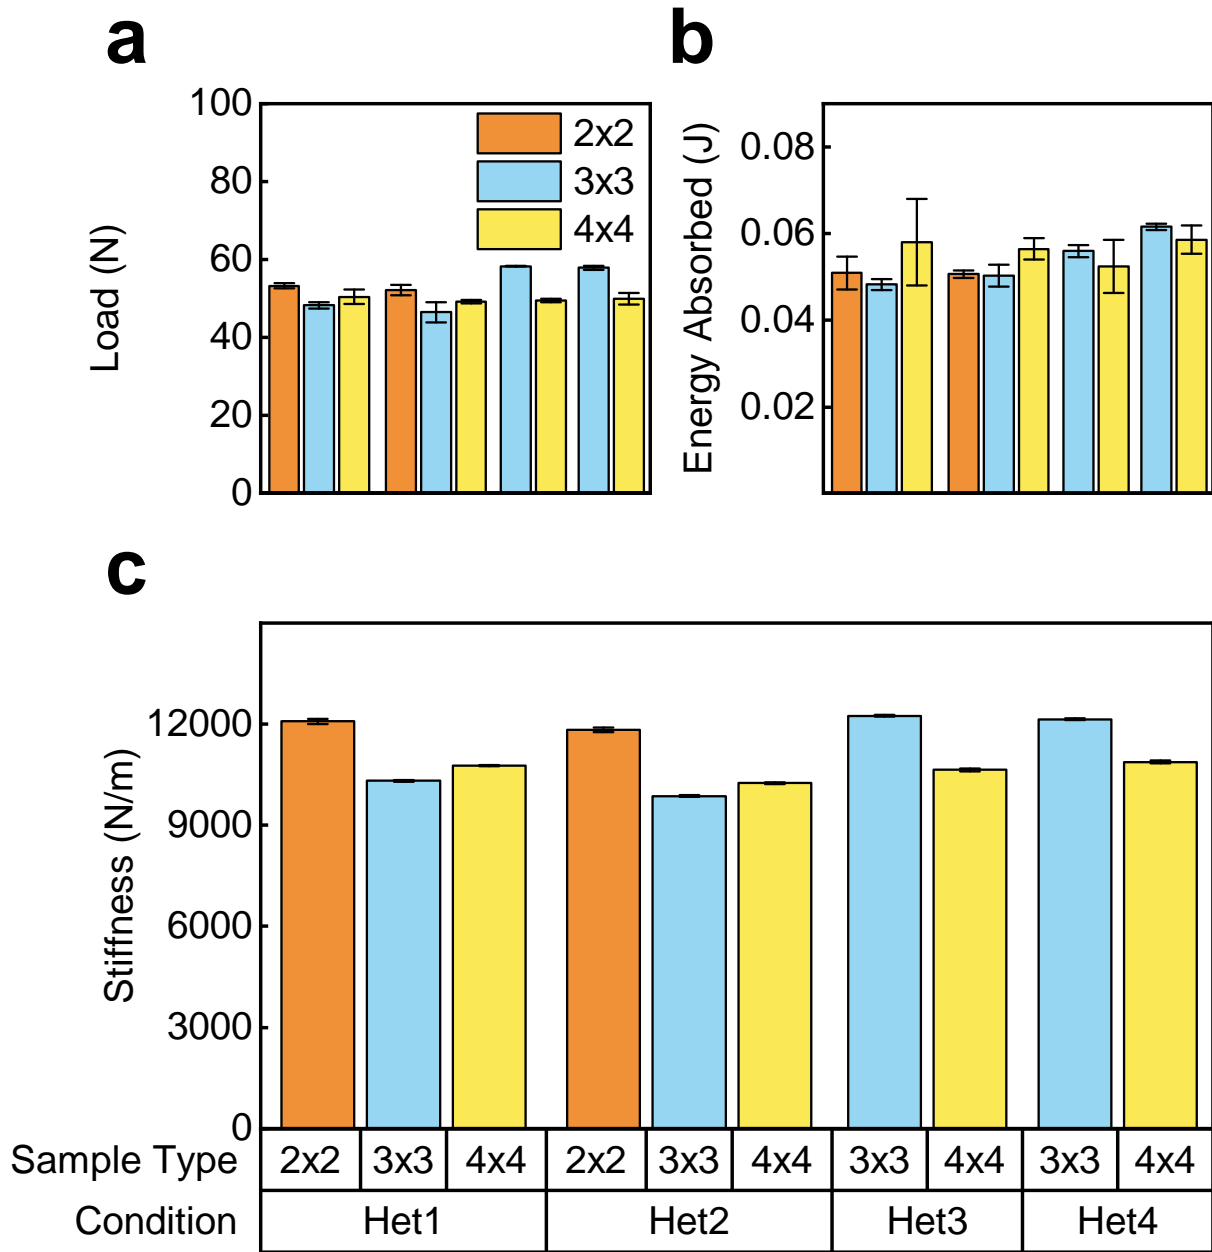 a
b
100
80
60
40
20
0
Load (N)
2x2
3x3
4x4
0.08
0.06
0.04
0.02
Energy Absorbed (J)
c
12000
9000
6000
3000
0
Stiffness (N/m)
Sample Type 2x2 3x3 4x4 2x2 3x3 4x4 3x3 4x4 3x3 4x4
Condition Het1 Het2 Het3 Het4